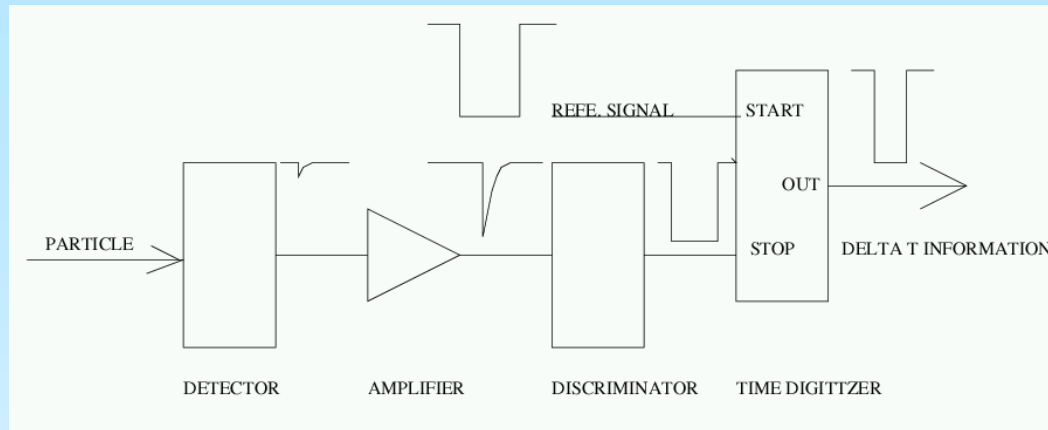 REFE. SIGNAL
START
OUT
PARTICLE
STOP
DELTA T INFORMATION
DETECTOR
AMPLIFIER
DISCRIMINATOR
TIME DIGITTZER